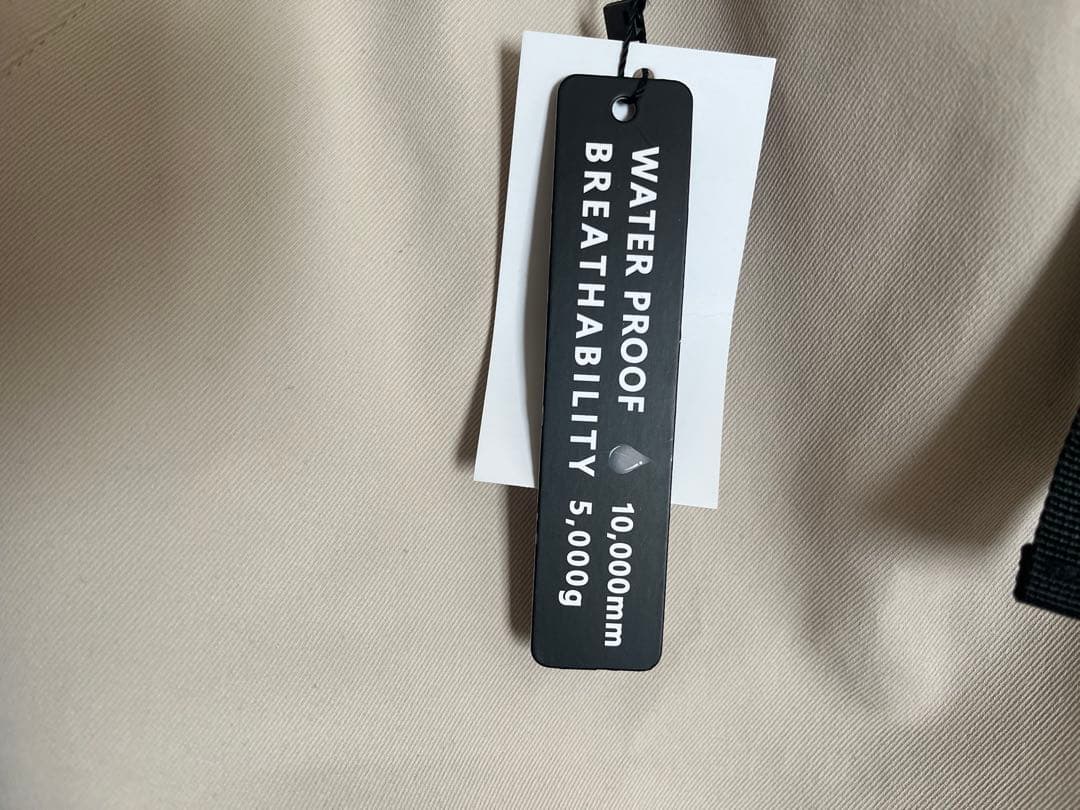 WATER PROOF 10,000mm
BREATHABILITY 5,000g